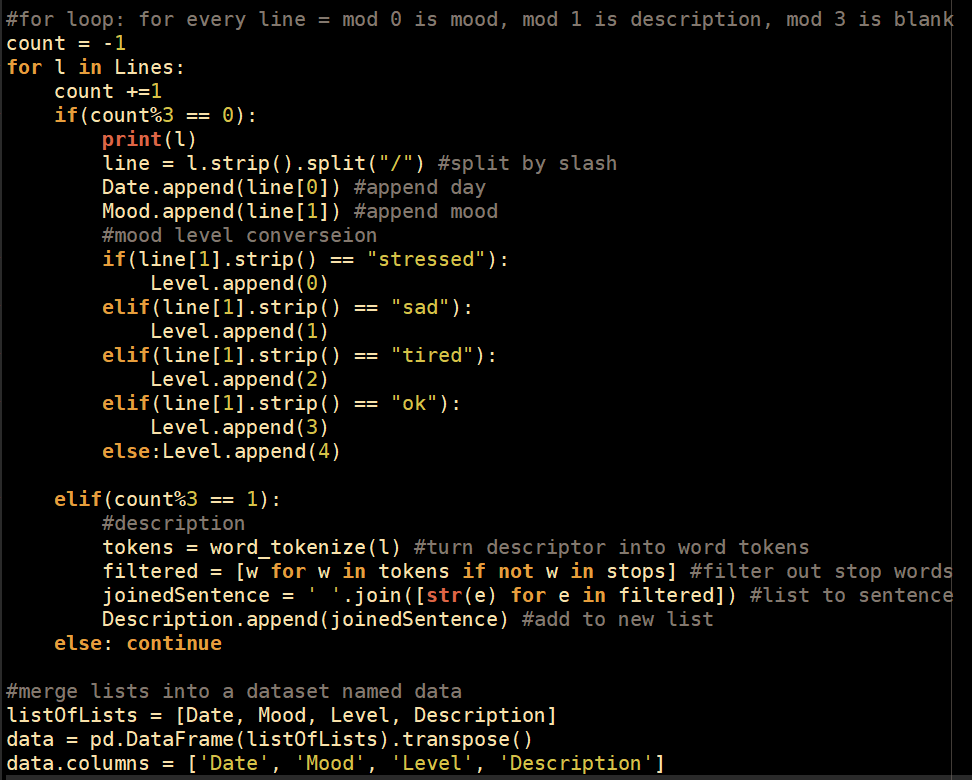 #for loop: for every line = mod 0 is mood, mod 1 is description, mod 3 is blank
count = -1
for l in Lines:
    count +=1
    if(count%3 == 0):
        print(l)
        line = l.strip().split("/") #split by slash
        Date.append(line[0]) #append day
        Mood.append(line[1]) #append mood
        #mood level converseion
        if(line[1].strip() == "stressed"):
            Level.append(0)
        elif(line[1].strip() == "sad"):
            Level.append(1)
        elif(line[1].strip() == "tired"):
            Level.append(2)
        elif(line[1].strip() == "ok"):
            Level.append(3)
        else:Level.append(4)

    elif(count%3 == 1):
        #description
        tokens = word_tokenize(l) #turn descriptor into word tokens
        filtered = [w for w in tokens if not w in stops] #filter out stop words
        joinedSentence = ' '.join([str(e) for e in filtered]) #list to sentence
        Description.append(joinedSentence) #add to new list
    else: continue

#merge lists into a dataset named data
listOfLists = [Date, Mood, Level, Description]
data = pd.DataFrame(listOfLists).transpose()
data.columns = ['Date', 'Mood', 'Level', 'Description']